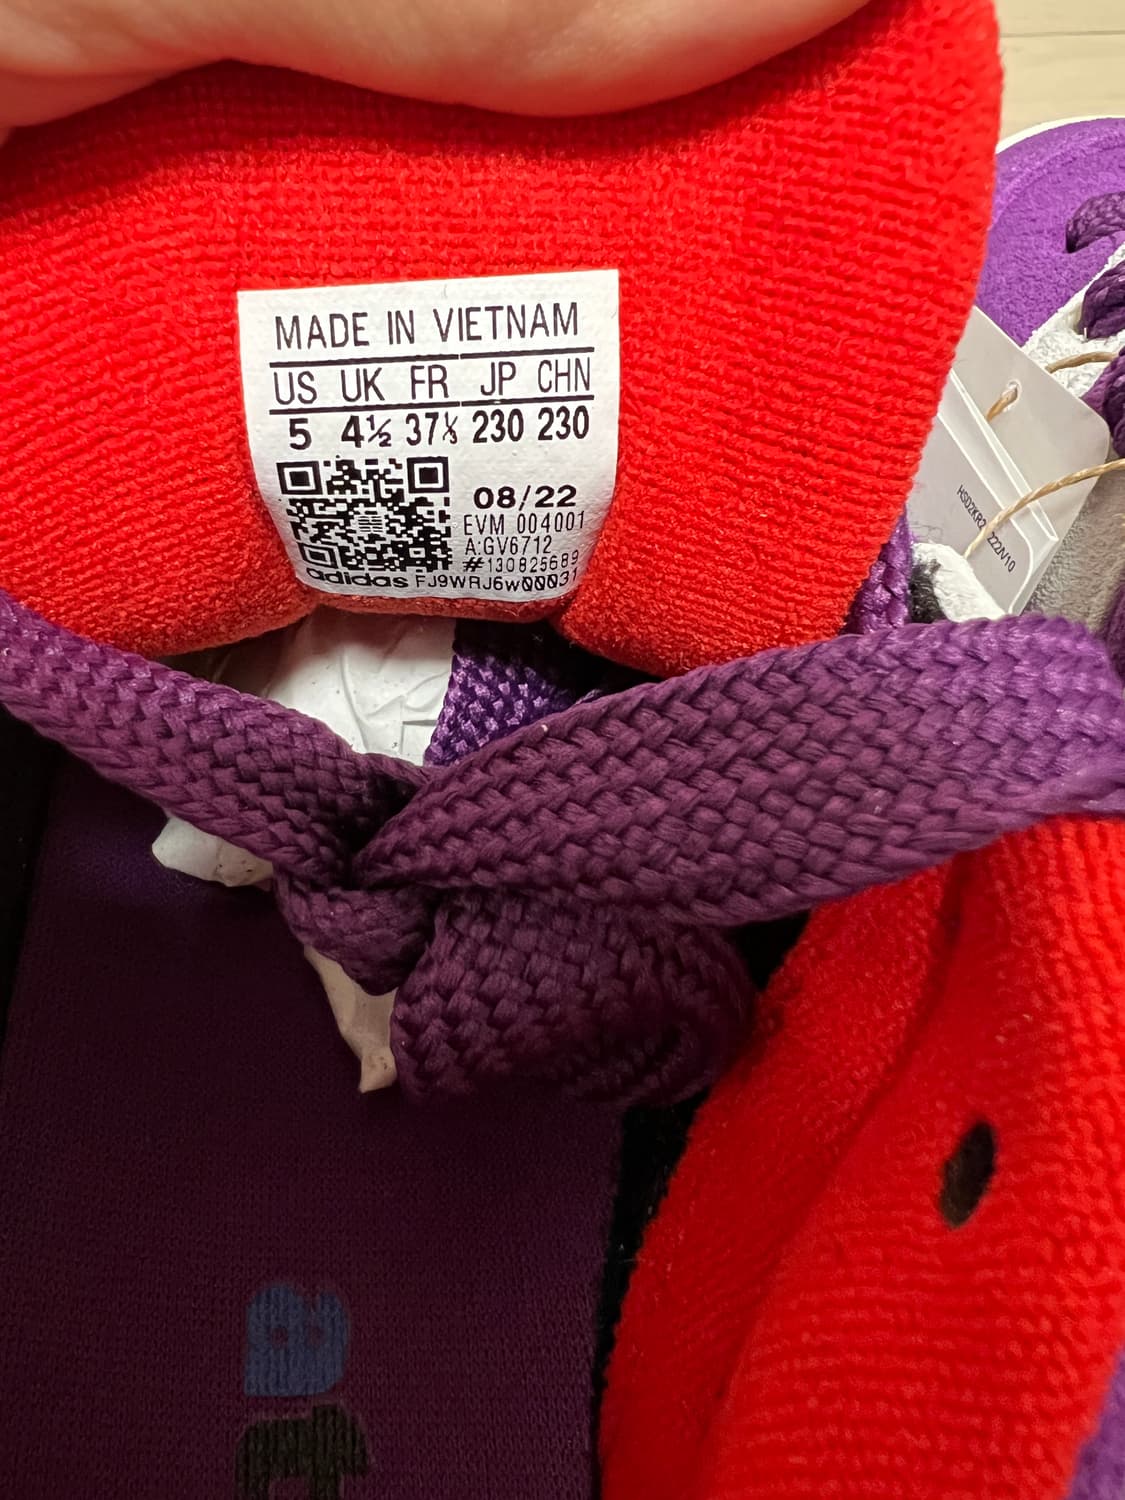 MADE IN VIETNAM
US UK FR JP CHN
5 4½ 37⅓ 230 230
08/22
EVM 004001
A:GV6712
#130825689
adidas FJ9WRJ6w00031